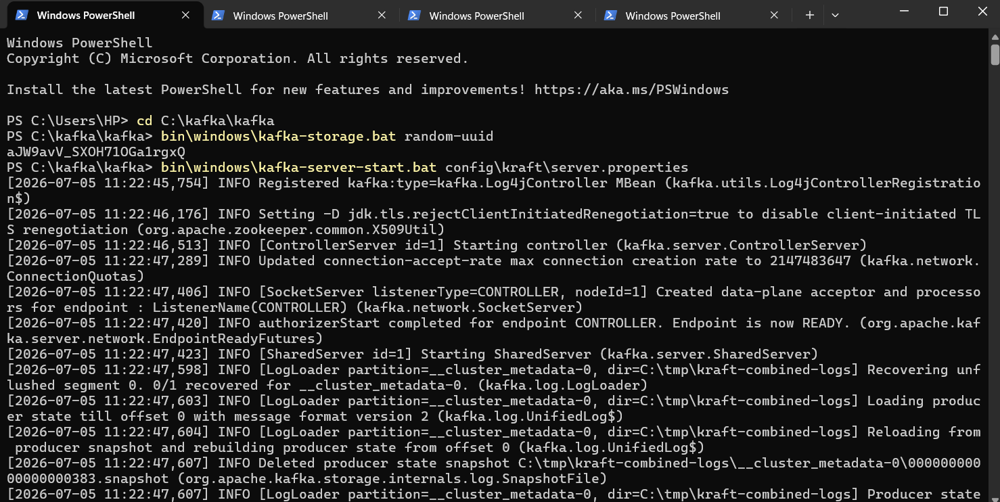 Windows PowerShell
Windows PowerShell
Windows PowerShell
Windows PowerShell
Windows PowerShell
Copyright (C) Microsoft Corporation. All rights reserved.
Install the latest PowerShell for new features and improvements! https://aka.ms/PSWindows
PS C:\Users\HP> cd C:\kafka\kafka
PS C:\kafka\kafka> bin\windows\kafka-storage.bat random-uuid
aJW9avV_SXOH71OGa1rgxQ
PS C:\kafka\kafka> bin\windows\kafka-server-start.bat config\kraft\server.properties
[2026-07-05 11:22:45,754] INFO Registered kafka:type=kafka.Log4jController MBean (kafka.utils.Log4jControllerRegistratio
n$)
[2026-07-05 11:22:46,176] INFO Setting -D jdk.tls.rejectClientInitiatedRenegotiation=true to disable client-initiated TL
S renegotiation (org.apache.zookeeper.common.X509Util)
[2026-07-05 11:22:46,513] INFO [ControllerServer id=1] Starting controller (kafka.server.ControllerServer)
[2026-07-05 11:22:47,289] INFO Updated connection-accept-rate max connection creation rate to 2147483647 (kafka.network.
ConnectionQuotas)
[2026-07-05 11:22:47,406] INFO [SocketServer listenerType=CONTROLLER, nodeId=1] Created data-plane acceptor and processo
rs for endpoint : ListenerName(CONTROLLER) (kafka.network.SocketServer)
[2026-07-05 11:22:47,420] INFO authorizerStart completed for endpoint CONTROLLER. Endpoint is now READY. (org.apache.kaf
ka.server.network.EndpointReadyFutures)
[2026-07-05 11:22:47,423] INFO [SharedServer id=1] Starting SharedServer (kafka.server.SharedServer)
[2026-07-05 11:22:47,598] INFO [LogLoader partition=__cluster_metadata-0, dir=C:\tmp\kraft-combined-logs] Recovering unf
lushed segment 0. 0/1 recovered for __cluster_metadata-0. (kafka.log.LogLoader)
[2026-07-05 11:22:47,603] INFO [LogLoader partition=__cluster_metadata-0, dir=C:\tmp\kraft-combined-logs] Loading produc
er state till offset 0 with message format version 2 (kafka.log.UnifiedLog$)
[2026-07-05 11:22:47,604] INFO [LogLoader partition=__cluster_metadata-0, dir=C:\tmp\kraft-combined-logs] Reloading from
 producer snapshot and rebuilding producer state from offset 0 (kafka.log.UnifiedLog$)
[2026-07-05 11:22:47,607] INFO Deleted producer state snapshot C:\tmp\kraft-combined-logs\__cluster_metadata-0\000000000
00000000383.snapshot (org.apache.kafka.storage.internals.log.SnapshotFile)
[2026-07-05 11:22:47,607] INFO [LogLoader partition=__cluster_metadata-0, dir=C:\tmp\kraft-combined-logs] Producer state